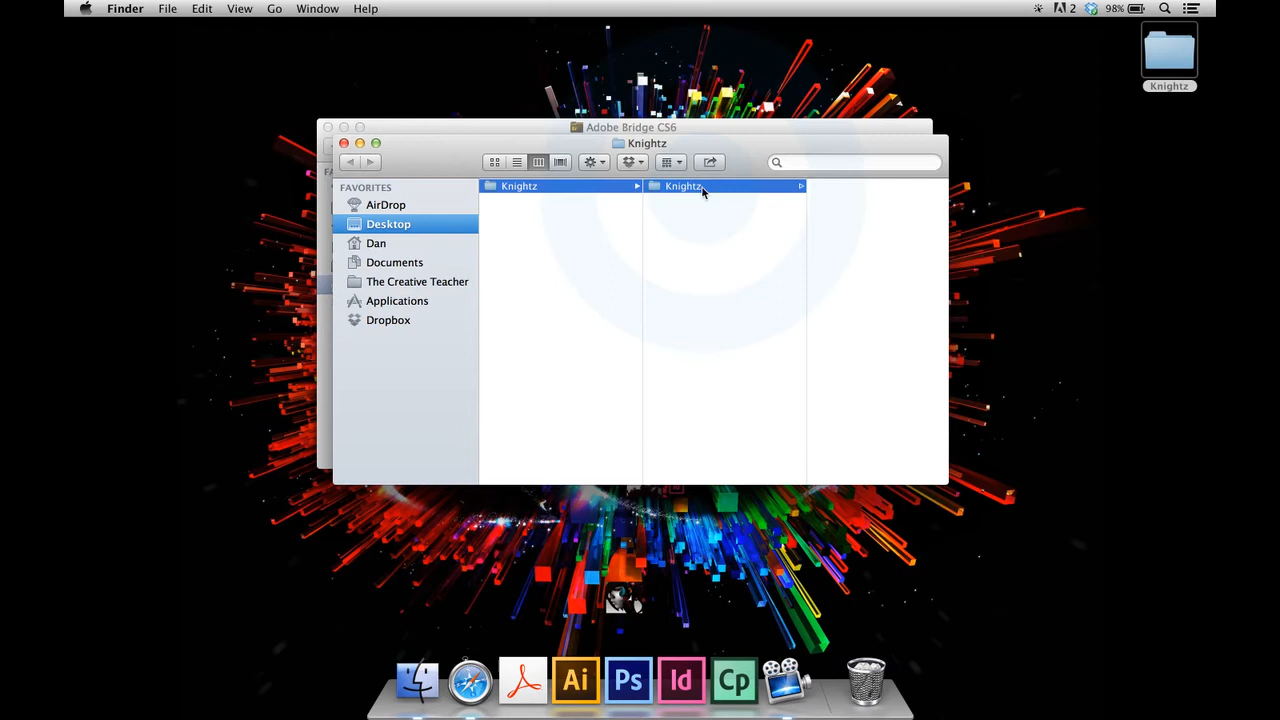 Finder File Edit View Go Window Help
2 98%
Knightz
Adobe Bridge CS6
Knightz
FAVORITES
AirDrop
Desktop
Dan
Documents
The Creative Teacher
Applications
Dropbox
Knightz Knightz
Ai Ps Id Cp